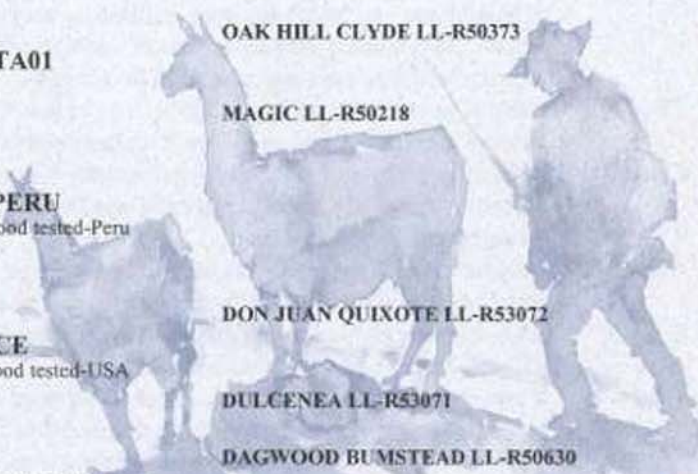 OAK HILL CLYDE LL-R50373
TA01
MAGIC LL-R50218
PERU
ood tested-Peru
DON JUAN QUIXOTE LL-R53072
CE
ood tested-USA
DULCENEA LL-R53071
DAGWOOD BUMSTEAD LL-R50630